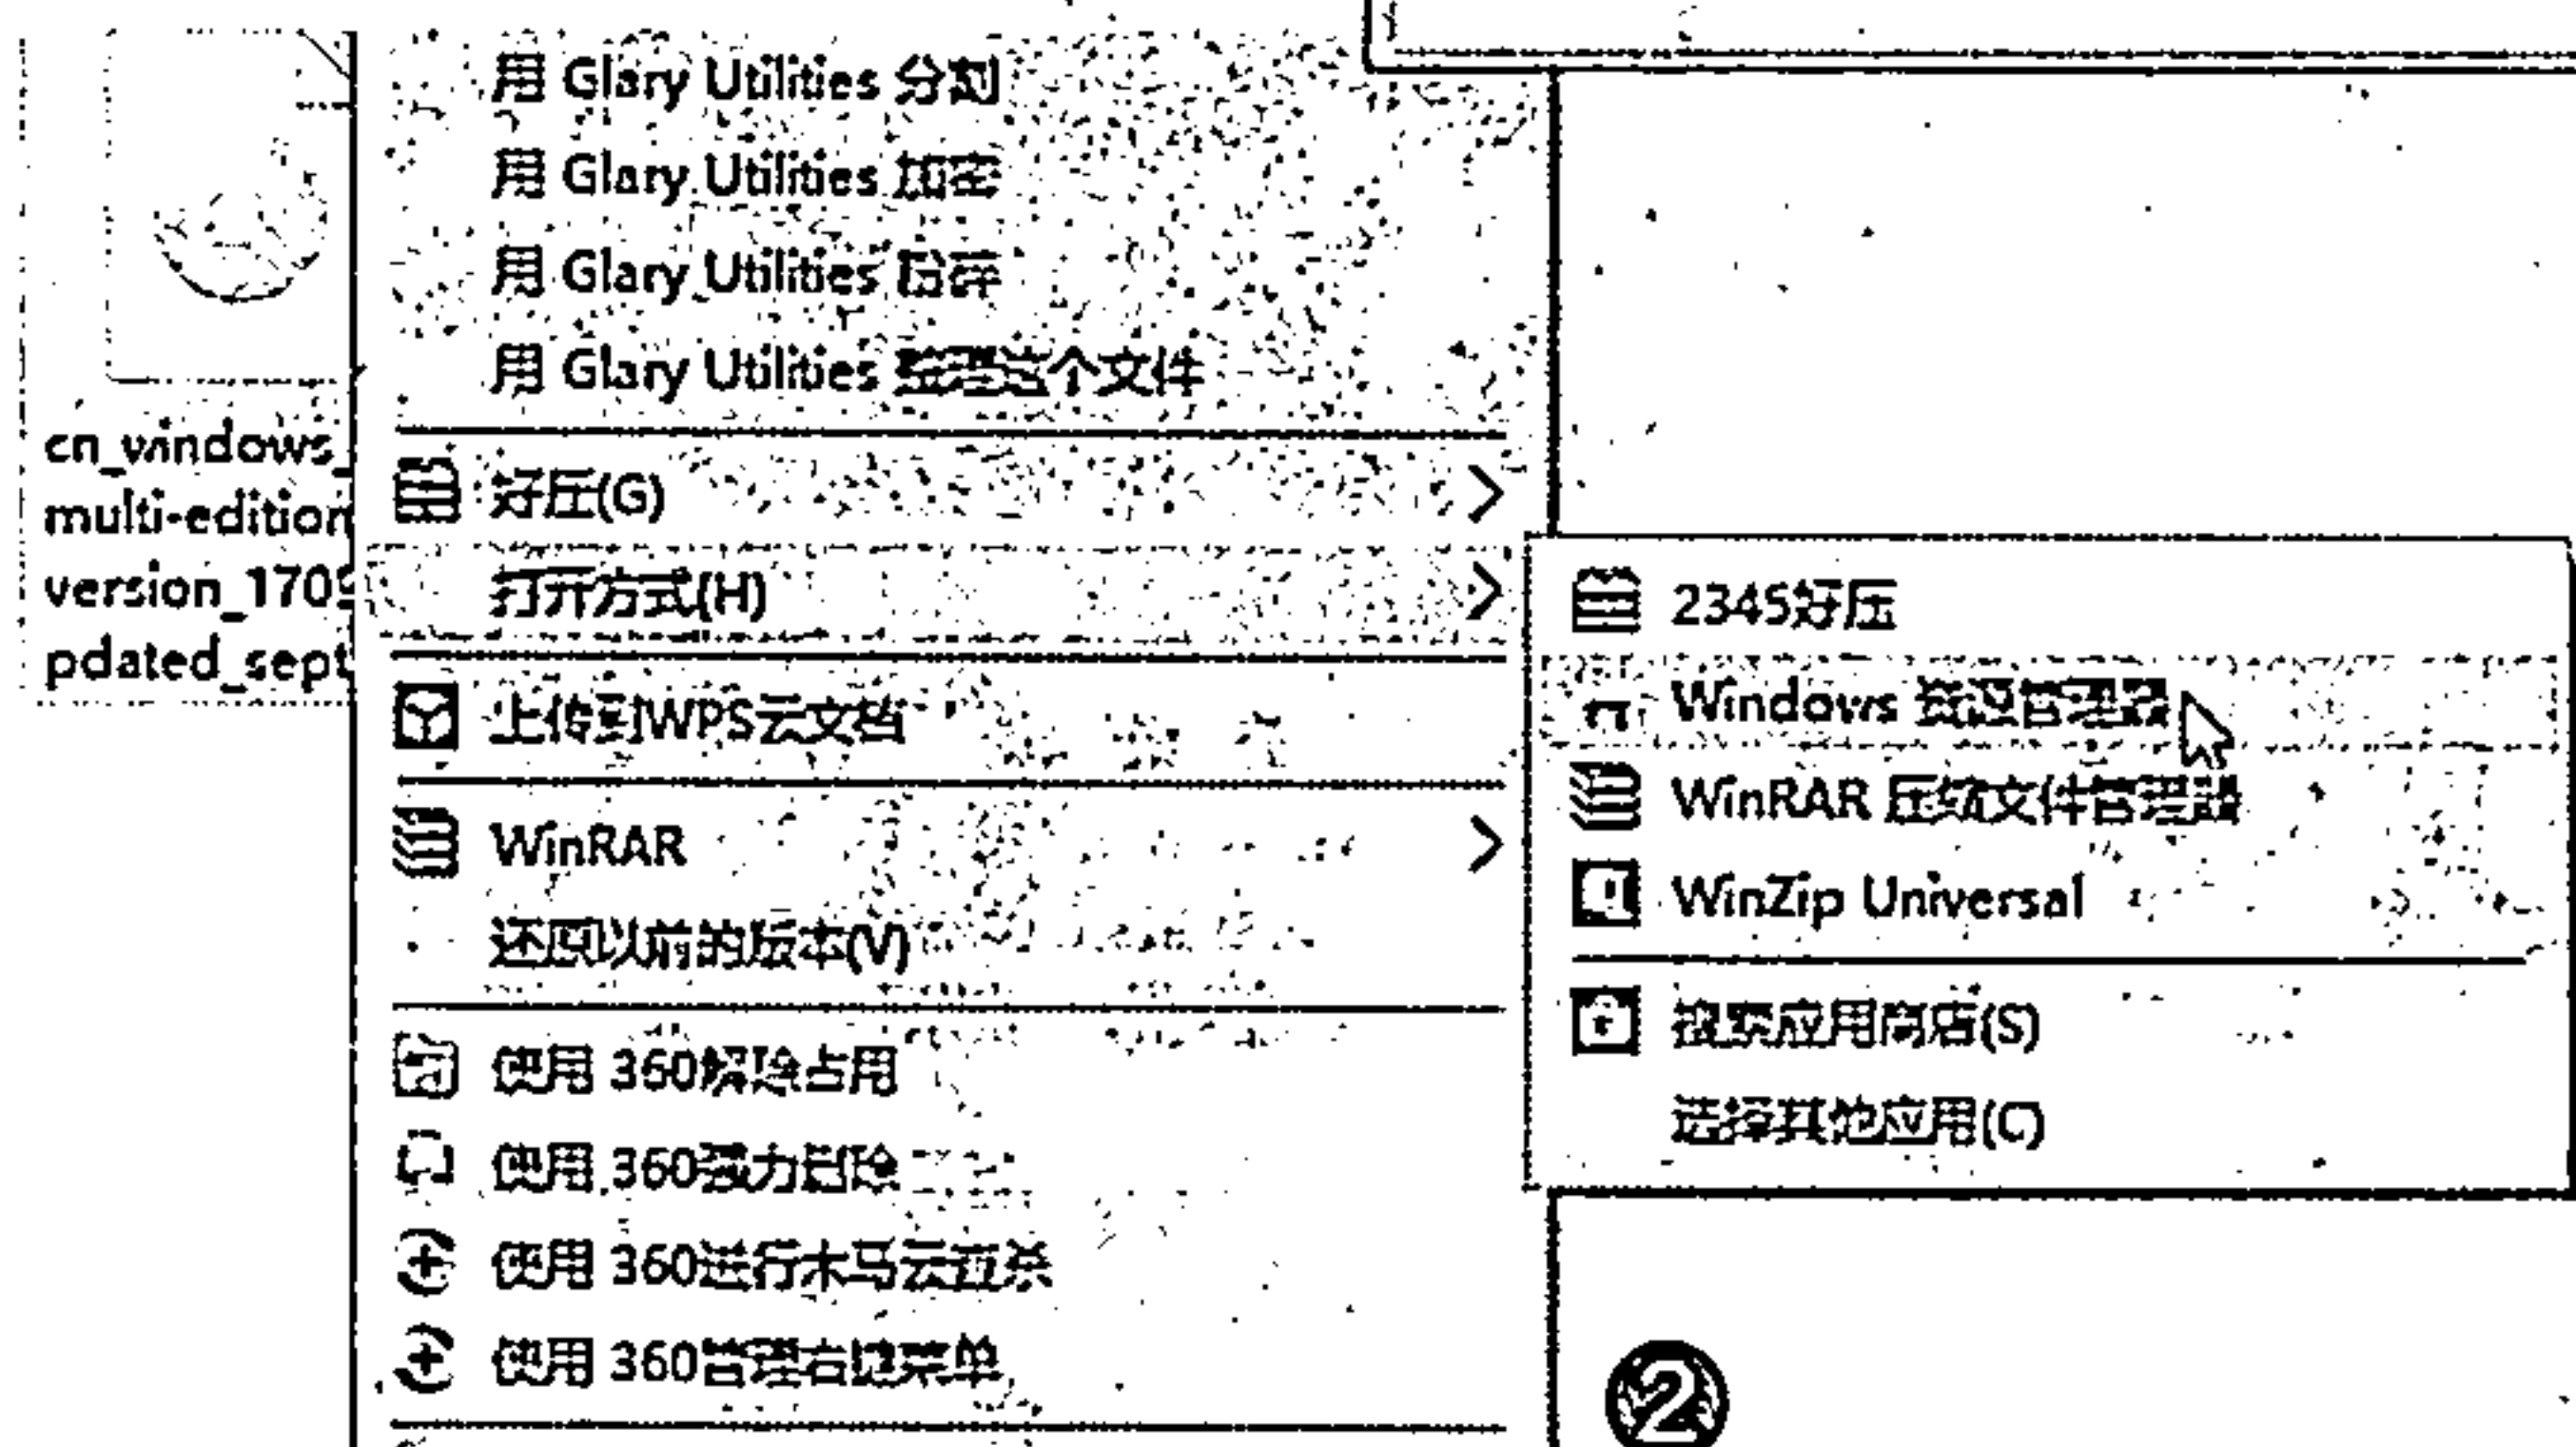 用 Glary Utilities 分割
用 Glary Utilities 加密
用 Glary Utilities 粉碎
用 Glary Utilities 整理这个文件
cn_windows_
multi-edition
version_1709
pdated_sept
好压(G)
打开方式(H)
上传到WPS云文档
WinRAR
还原以前的版本(V)
使用 360解除占用
使用 360强力删除
使用 360进行木马云查杀
使用 360管理右键菜单
2345好压
Windows 资源管理器
WinRAR 压缩文件管理器
WinZip Universal
搜索应用商店(S)
选择其他应用(C)
2